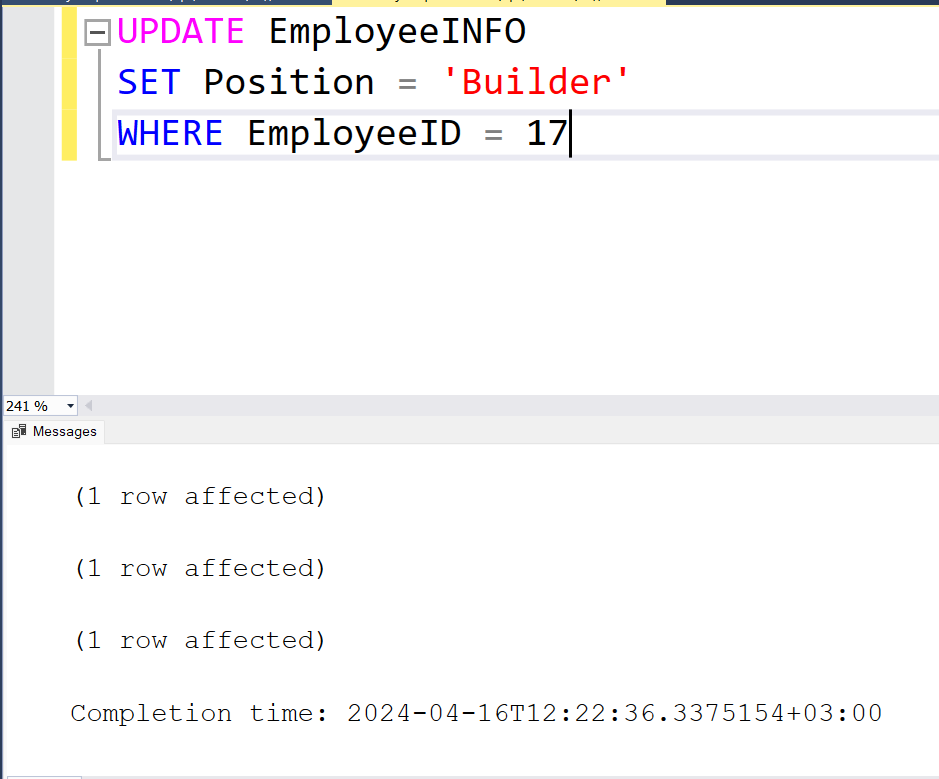 UPDATE EmployeeINFO
SET Position = 'Builder'
WHERE EmployeeID = 17
241 %
Messages
(1 row affected)
(1 row affected)
(1 row affected)
Completion time: 2024-04-16T12:22:36.3375154+03:00